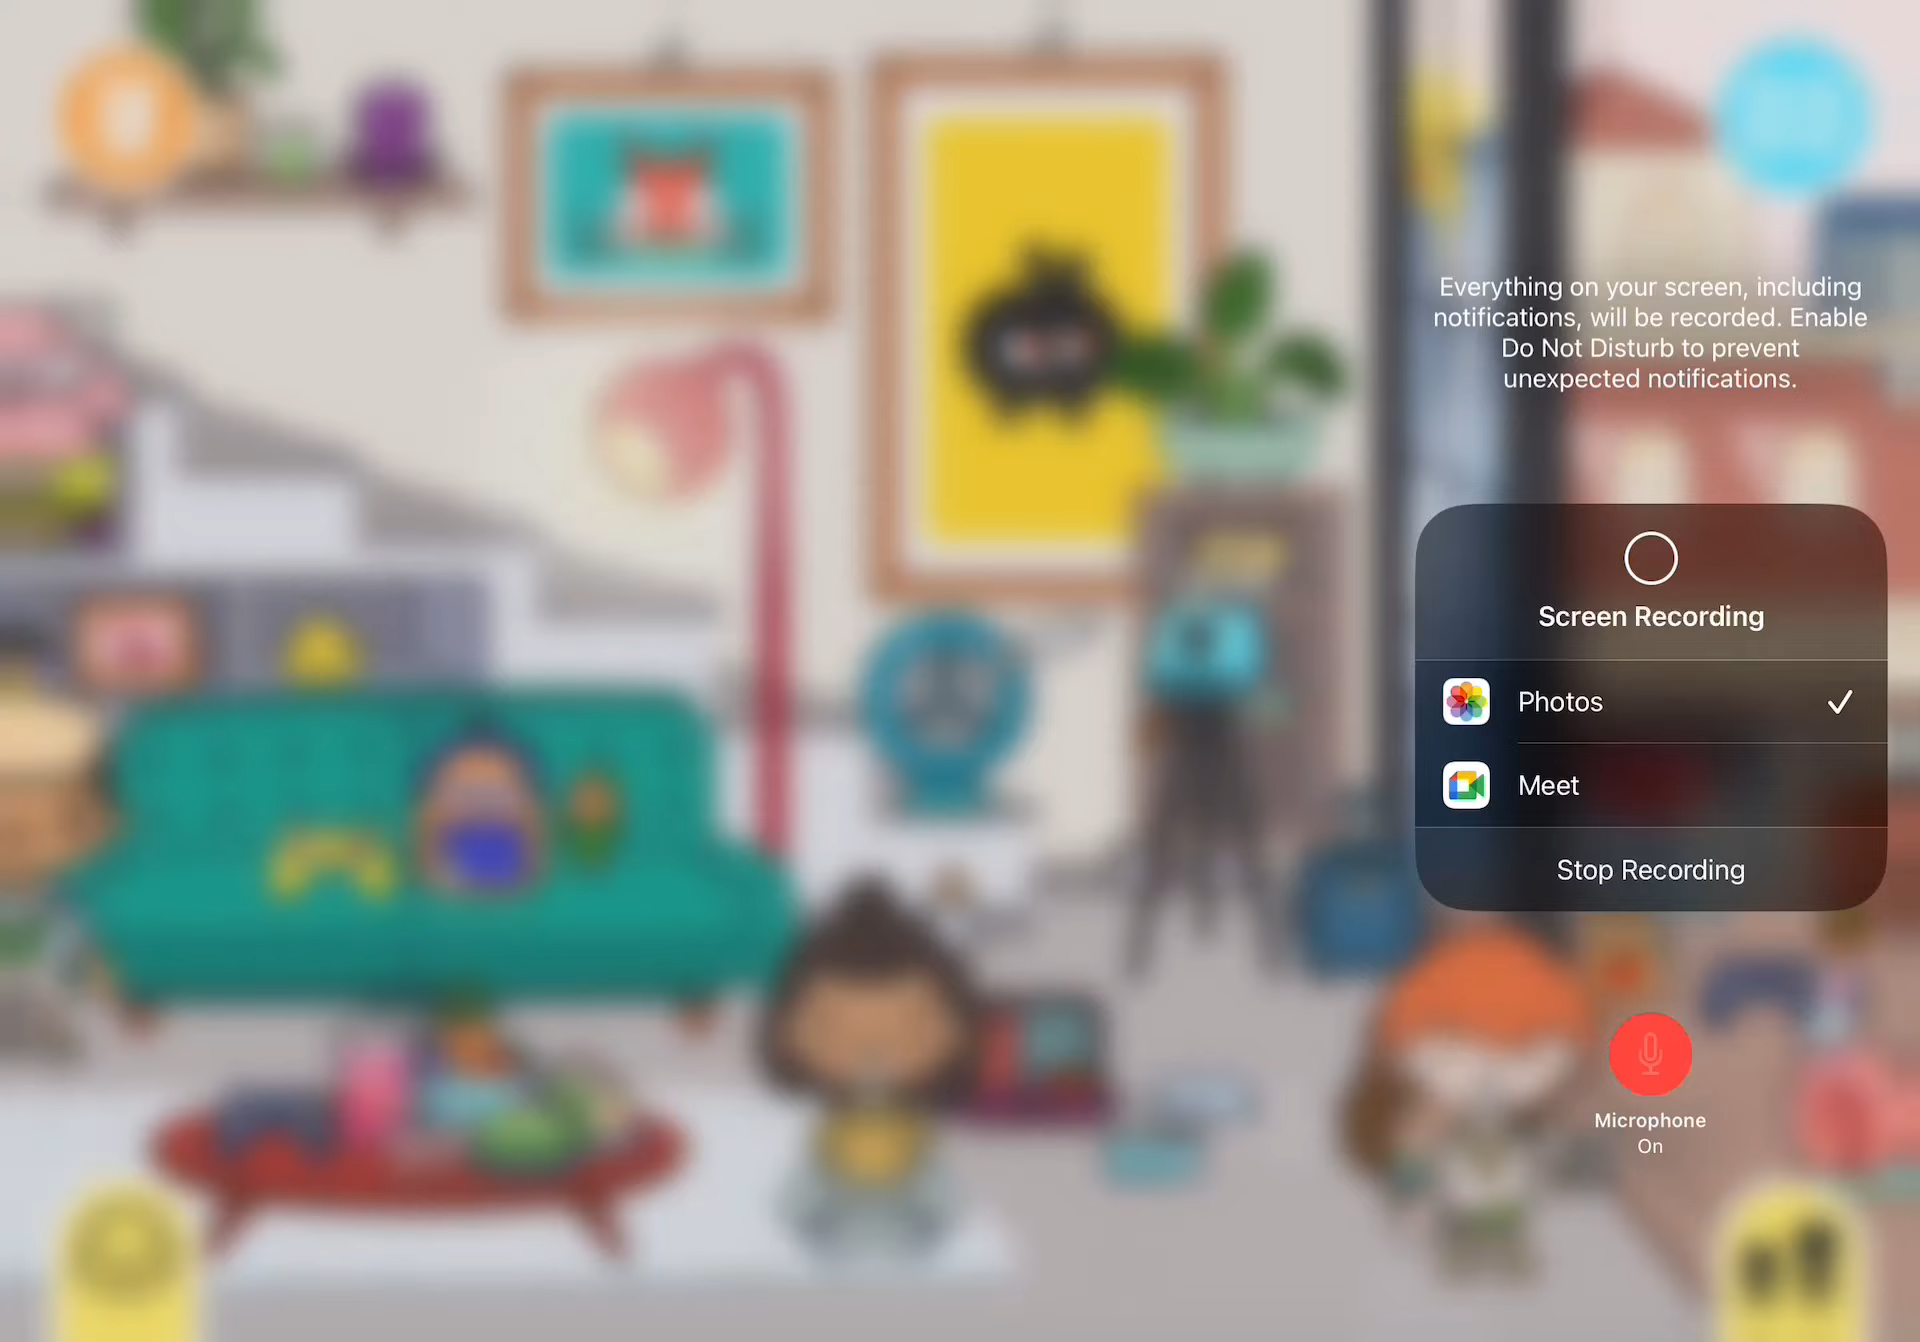 Everything on your screen, including
notifications, will be recorded. Enable
Do Not Disturb to prevent
unexpected notifications.
Screen Recording
Photos
Meet
Stop Recording
Microphone
On